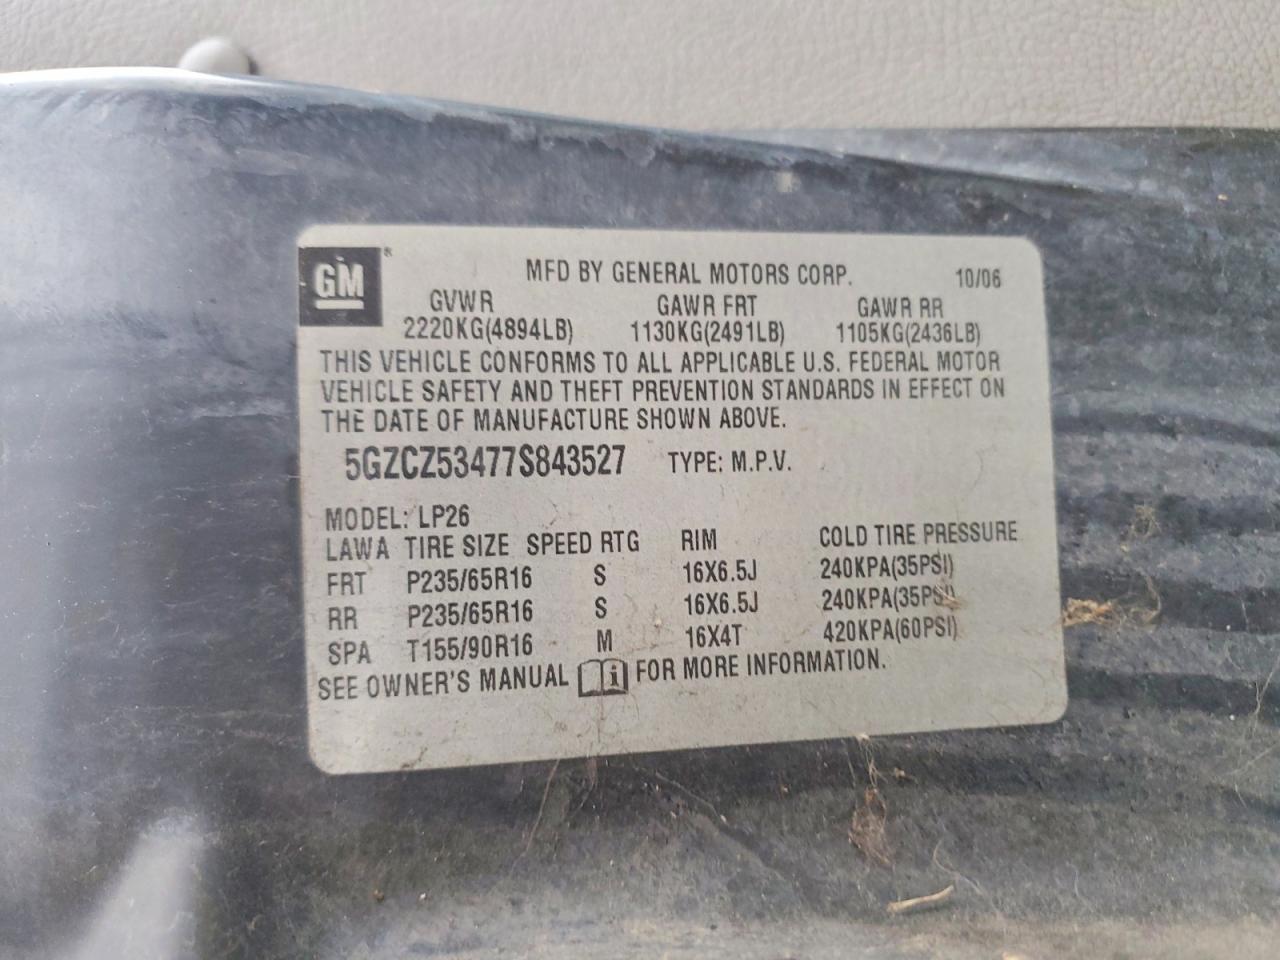 GM ®
MFD BY GENERAL MOTORS CORP. 10/06
GVWR GAWR FRT GAWR RR
2220KG(4894LB) 1130KG(2491LB) 1105KG(2436LB)
THIS VEHICLE CONFORMS TO ALL APPLICABLE U.S. FEDERAL MOTOR
VEHICLE SAFETY AND THEFT PREVENTION STANDARDS IN EFFECT ON
THE DATE OF MANUFACTURE SHOWN ABOVE.
5GZCZ53477S843527 TYPE: M.P.V.
MODEL: LP26
LAWA TIRE SIZE SPEED RTG RIM COLD TIRE PRESSURE
FRT P235/65R16 S 16X6.5J 240KPA(35PSI)
RR P235/65R16 S 16X6.5J 240KPA(35PSI)
SPA T155/90R16 M 16X4T 420KPA(60PSI)
SEE OWNER'S MANUAL i FOR MORE INFORMATION.